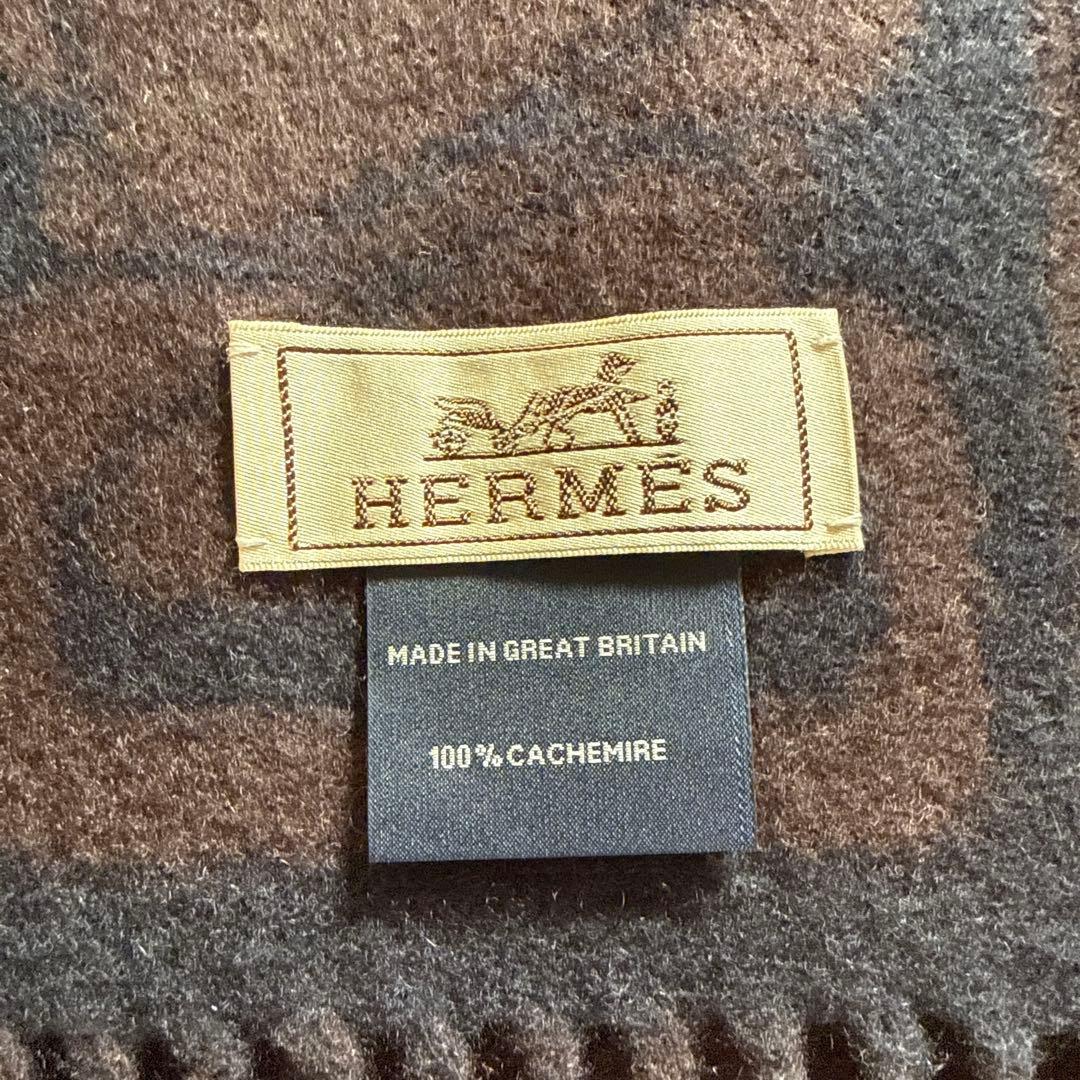 HERMÈS
MADE IN GREAT BRITAIN
100% CACHEMIRE